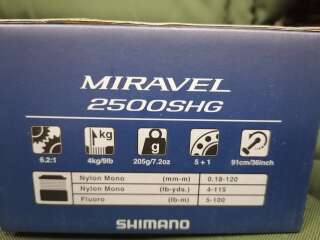 MIRAVEL
2500SHG
kg
g
6.2:1
4kg/9lb
205g/7.2oz
5 + 1
91cm/36inch
Nylon Mono (mm-m) 0.18-120
Nylon Mono (lb-yds.) 4-115
Fluoro (lb-m) 5-100
SHIMANO